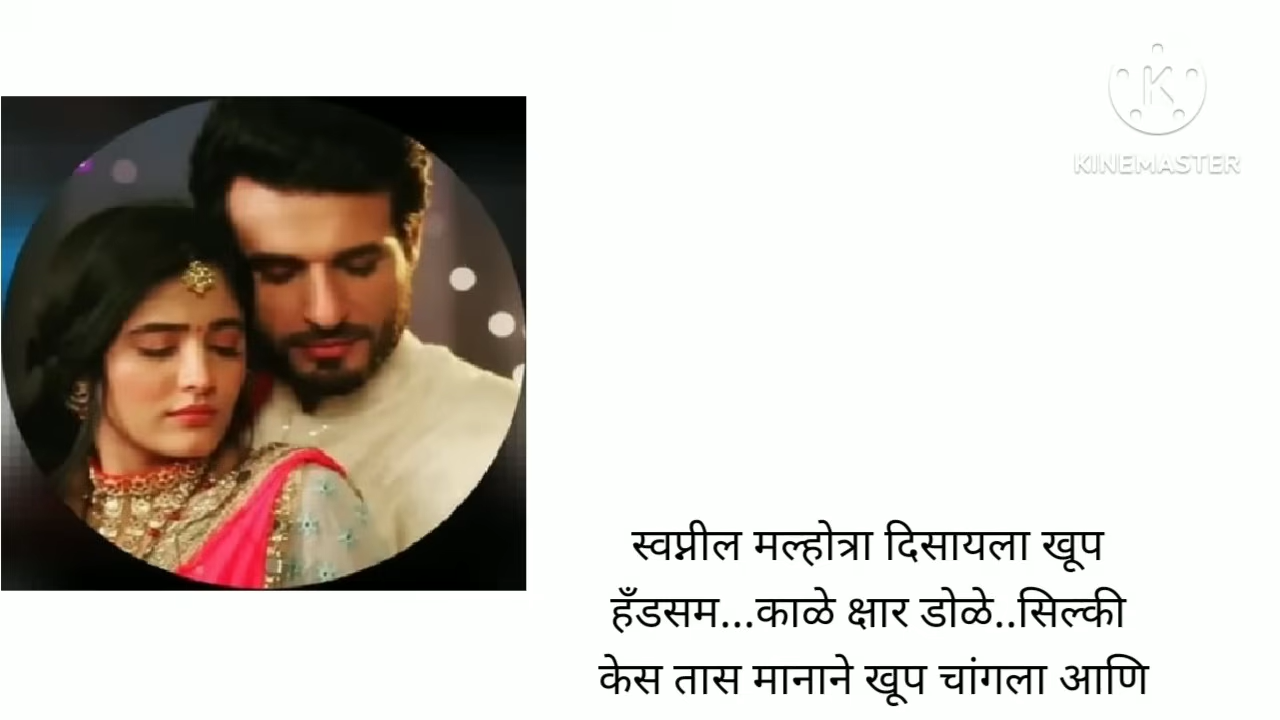 KINEMASTER
स्वप्नील मल्होत्रा दिसायला खूप
हँडसम...काळे क्षार डोळे..सिल्की
केस तास मानाने खूप चांगला आणि